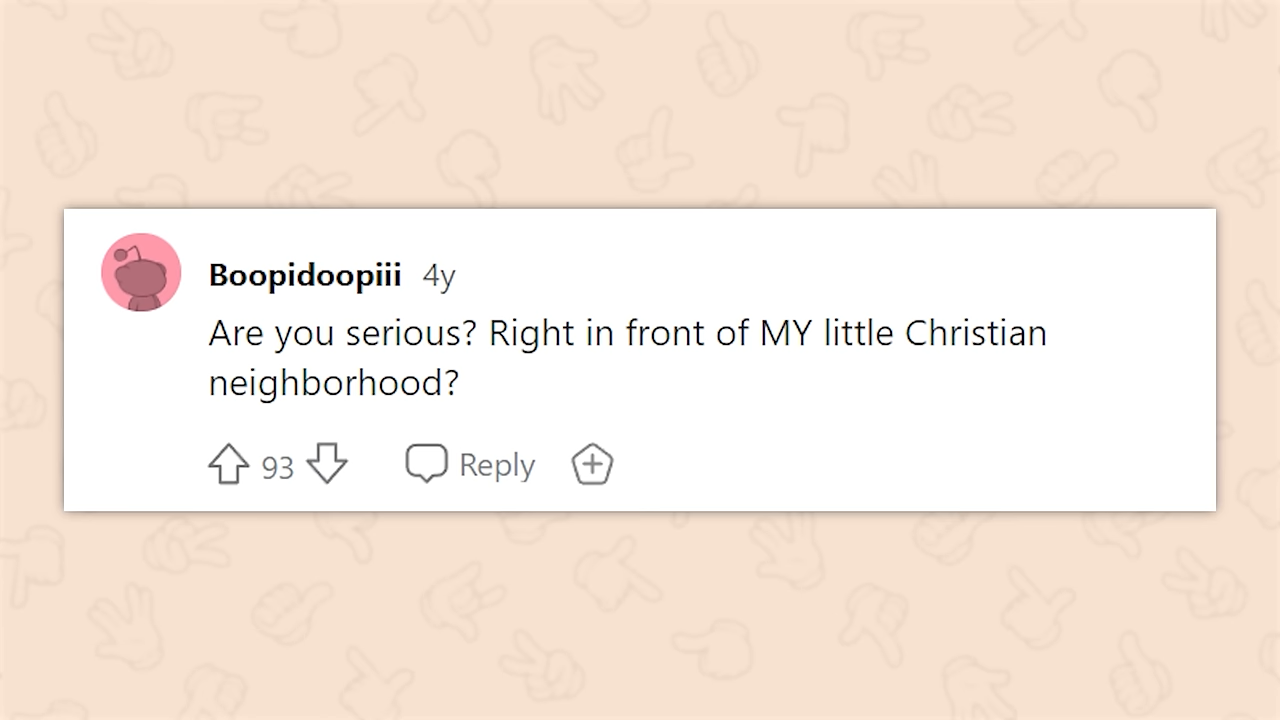 Boopidoopiii 4y
Are you serious? Right in front of MY little Christian
neighborhood?
93 Reply